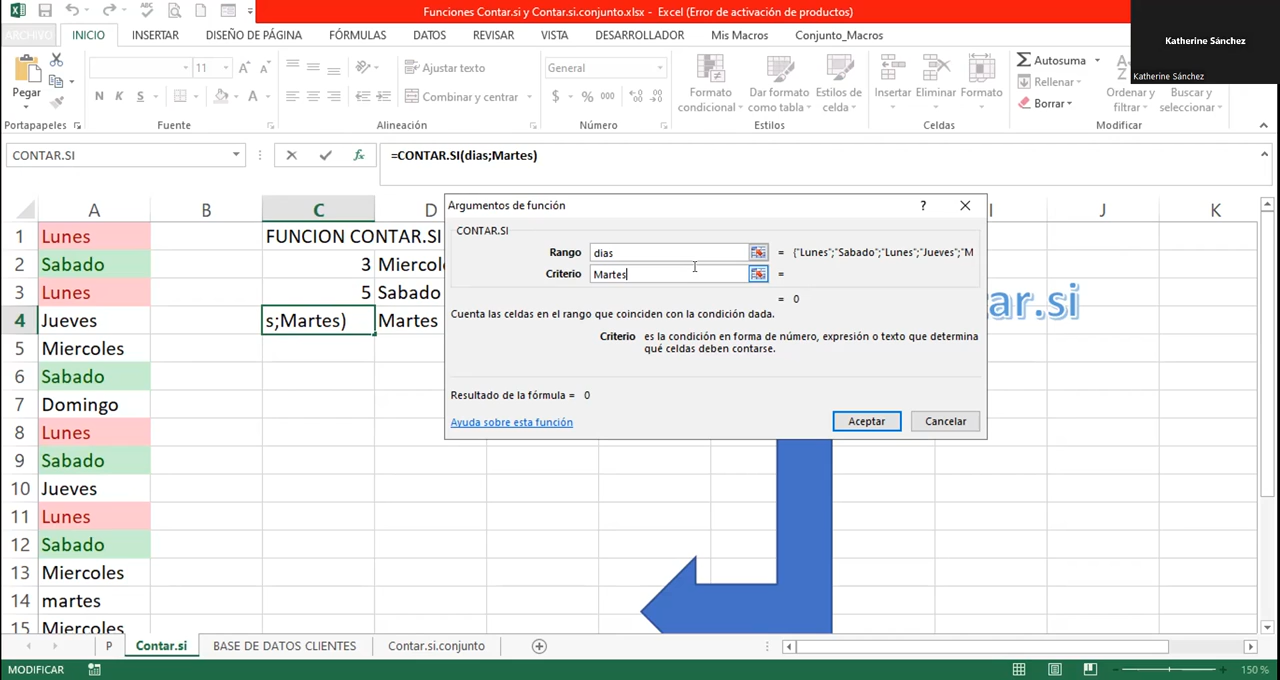 Funciones Contar.si y Contar.si.conjunto.xlsx - Excel (Error de activación de productos)
Katherine Sánchez
Katherine Sánchez
ARCHIVO INICIO INSERTAR DISEÑO DE PÁGINA FÓRMULAS DATOS REVISAR VISTA DESARROLLADOR Mis Macros Conjunto_Macros
Pegar
N K S
11 A A
A
Ajustar texto
Combinar y centrar
General
$ % 000
Formato condicional
Dar formato como tabla
Estilos de celda
Insertar Eliminar Formato
Autosuma
Rellenar
Borrar
Ordenar y filtrar
Buscar y seleccionar
Portapapeles Fuente Alineación Número Estilos Celdas Modificar
CONTAR.SI fx =CONTAR.SI(dias;Martes)
A B C D I J K
1 Lunes FUNCION CONTAR.SI
2 Sabado 3
3 Lunes 5 Sabado
4 Jueves s;Martes) Martes
5 Miercoles
6 Sabado
7 Domingo
8 Lunes
9 Sabado
10 Jueves
11 Lunes
12 Sabado
13 Miercoles
14 martes
15 Miercoles
Argumentos de función ?
CONTAR.SI
Rango dias = {"Lunes";"Sabado";"Lunes";"Jueves";"M
Criterio Martes =
= 0
Cuenta las celdas en el rango que coinciden con la condición dada.
Criterio es la condición en forma de número, expresión o texto que determina
qué celdas deben contarse.
Resultado de la fórmula = 0
Ayuda sobre esta función Aceptar Cancelar
ar.si
P Contar.si BASE DE DATOS CLIENTES Contar.si.conjunto
MODIFICAR 150 %